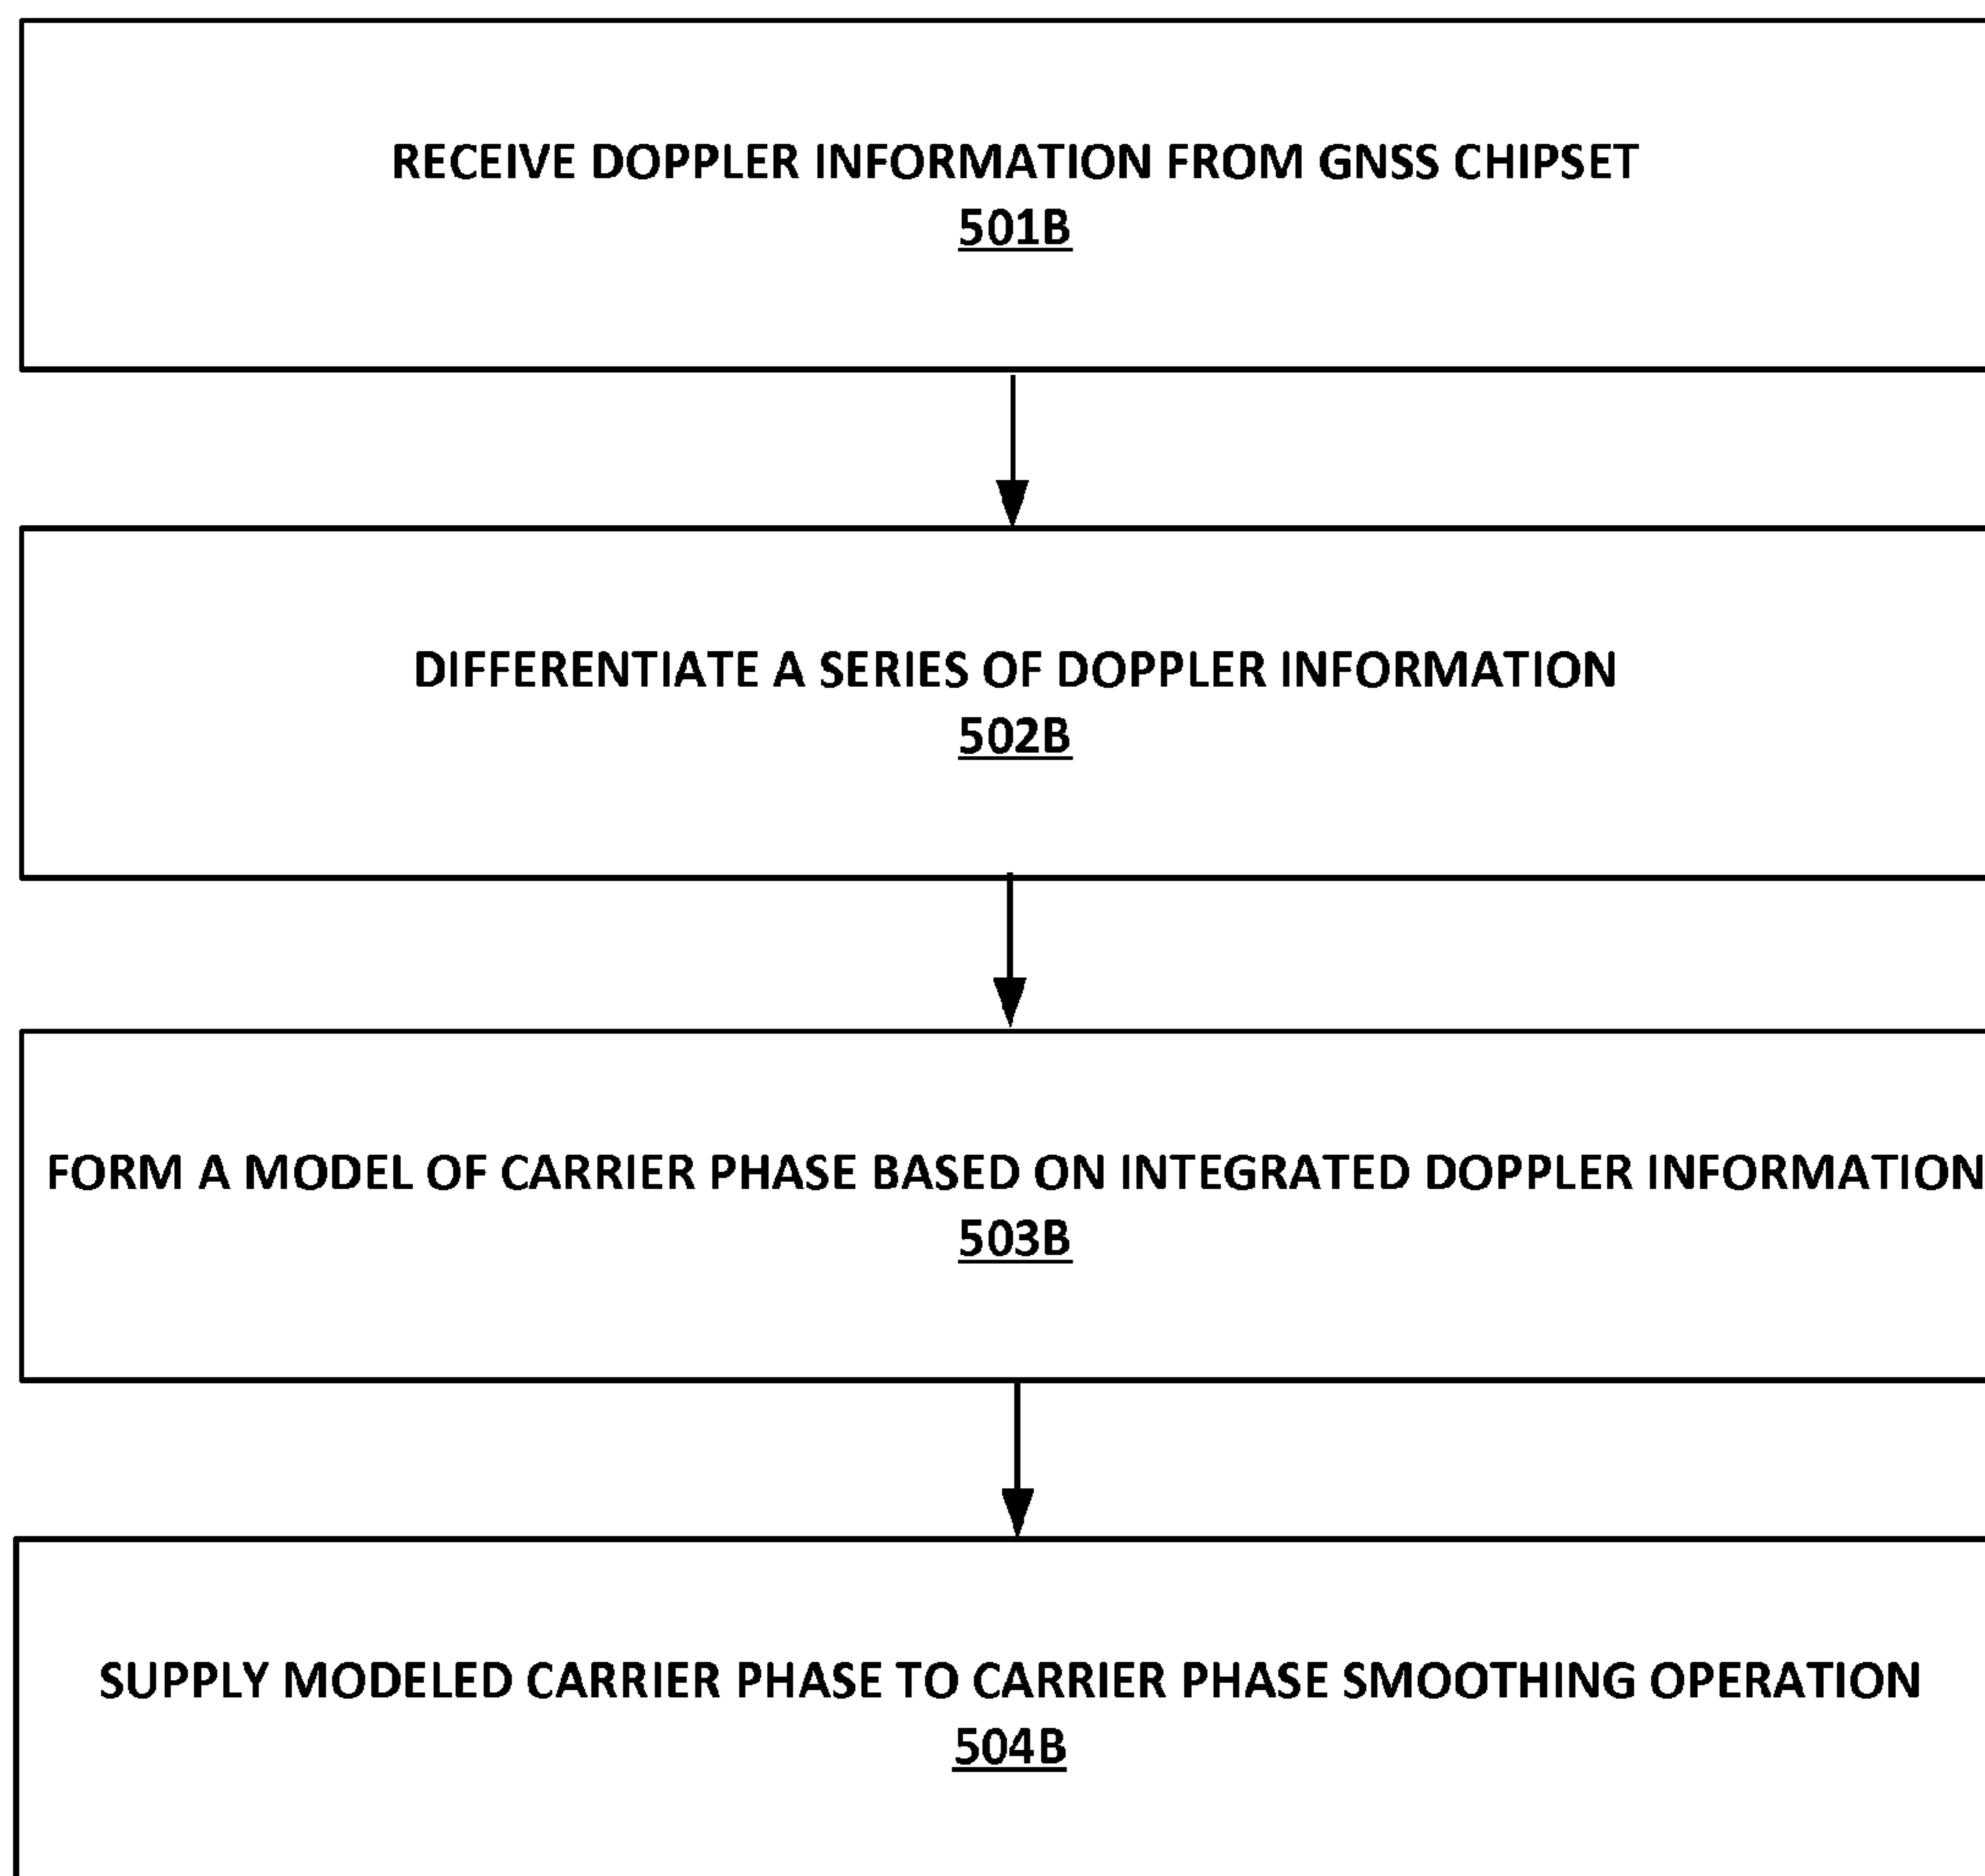 RECEIVE DOPPLER INFORMATION FROM GNSS CHIPSET
501B
DIFFERENTIATE A SERIES OF DOPPLER INFORMATION
502B
FORM A MODEL OF CARRIER PHASE BASED ON INTEGRATED DOPPLER INFORMATION
503B
SUPPLY MODELED CARRIER PHASE TO CARRIER PHASE SMOOTHING OPERATION
504B